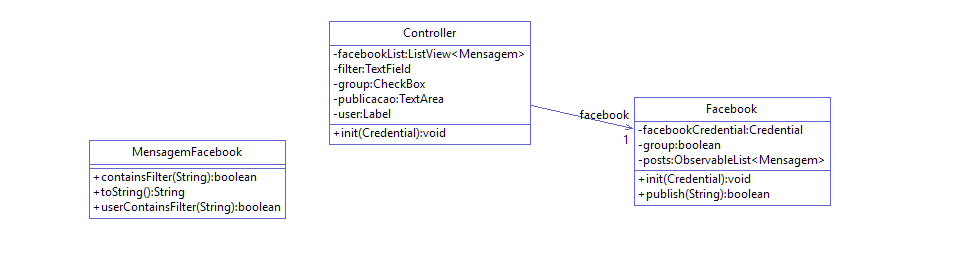 Controller
-facebookList:ListView<Mensagem>
-filter:TextField
-group:CheckBox
-publicacao:TextArea
-user:Label
+init(Credential):void
facebook
1
Facebook
-facebookCredential:Credential
-group:boolean
-posts:ObservableList<Mensagem>
+init(Credential):void
+publish(String):boolean
MensagemFacebook
+containsFilter(String):boolean
+toString():String
+userContainsFilter(String):boolean